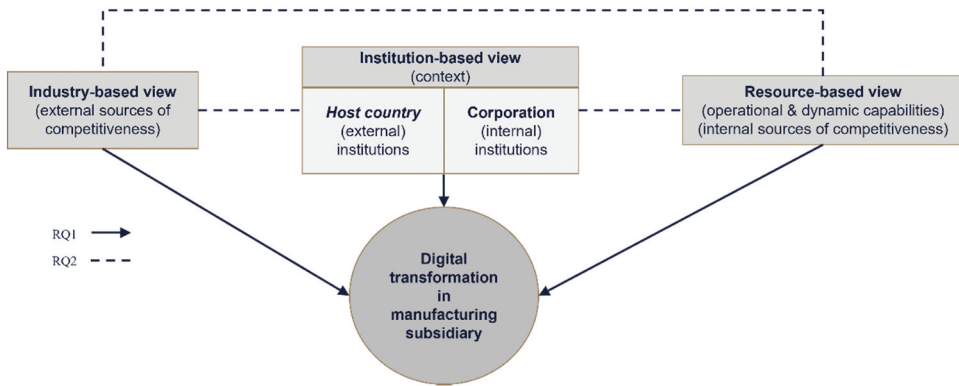 Institution-based view
(context)
Industry-based view
(external sources of
competitiveness)
Host country
(external)
institutions
Corporation
(internal)
institutions
Resource-based view
(operational & dynamic capabilities)
(internal sources of competitiveness)
RQ1
RQ2
Digital
transformation
in
manufacturing
subsidiary